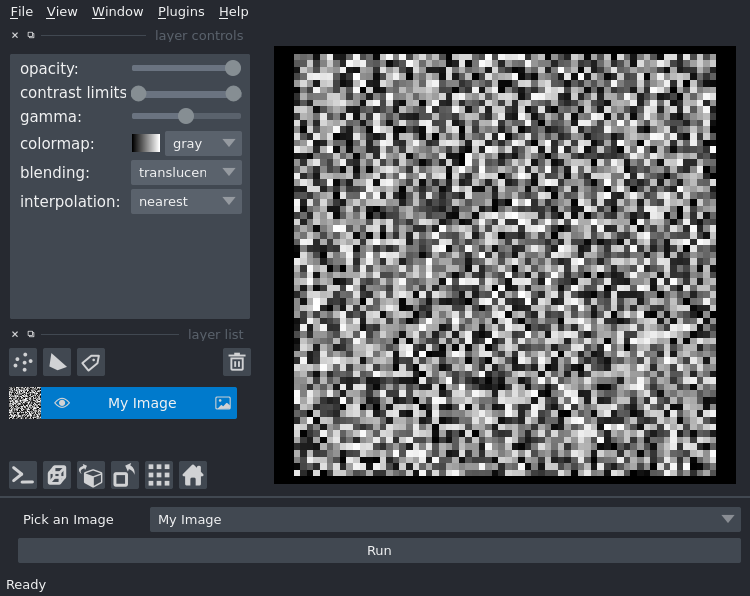 File View Window Plugins Help
layer controls
opacity:
contrast limits
gamma:
colormap: gray
blending: translucen
interpolation: nearest
layer list
My Image
Pick an Image My Image
Run
Ready